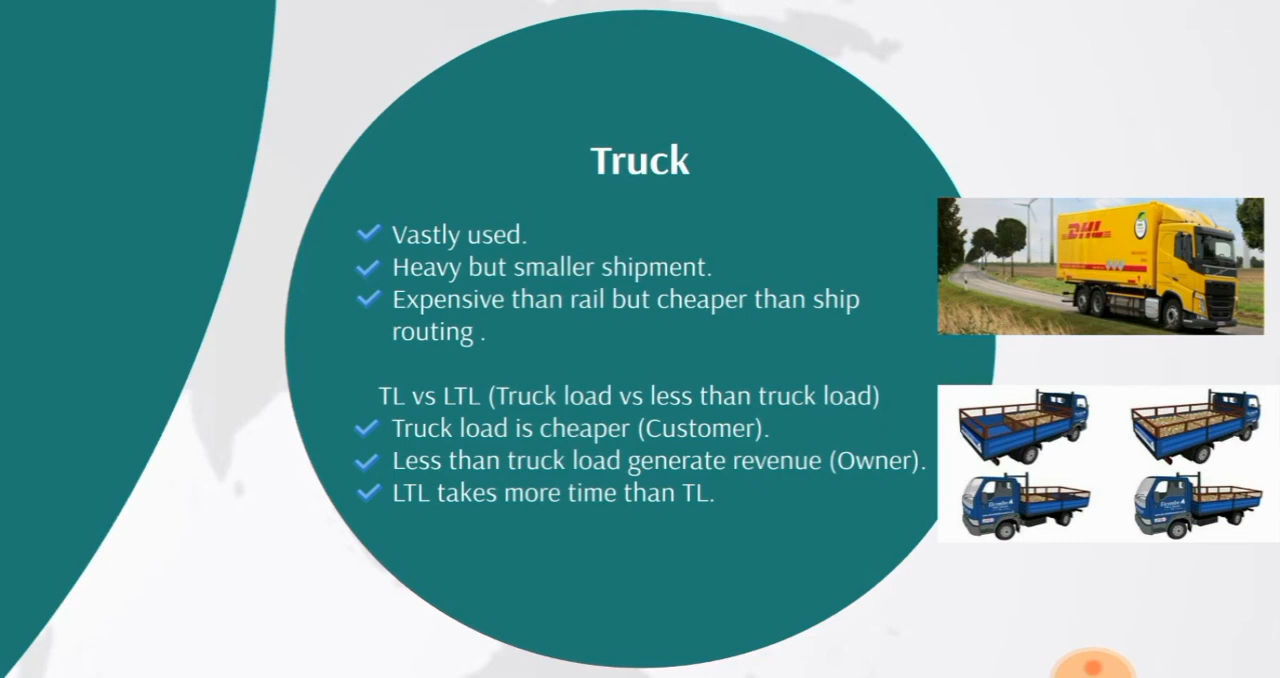 Truck
Vastly used.
Heavy but smaller shipment.
Expensive than rail but cheaper than ship
routing .
TL vs LTL (Truck load vs less than truck load)
Truck load is cheaper (Customer).
Less than truck load generate revenue (Owner).
LTL takes more time than TL.
DHL